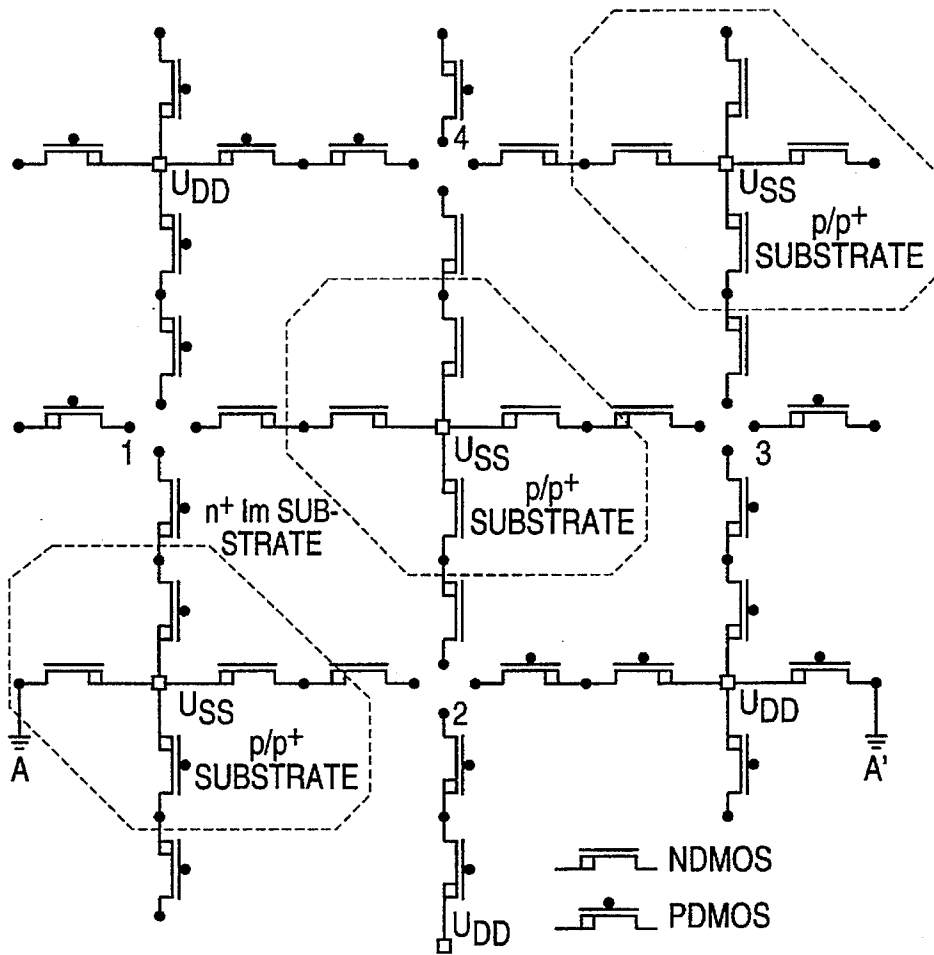 4
UDD
USS
p/p+
SUBSTRATE
1
USS
3
n+ Im SUB-
STRATE
p/p+
SUBSTRATE
USS
2
UDD
p/p+
SUBSTRATE
A
A'
NDMOS
PDMOS
UDD